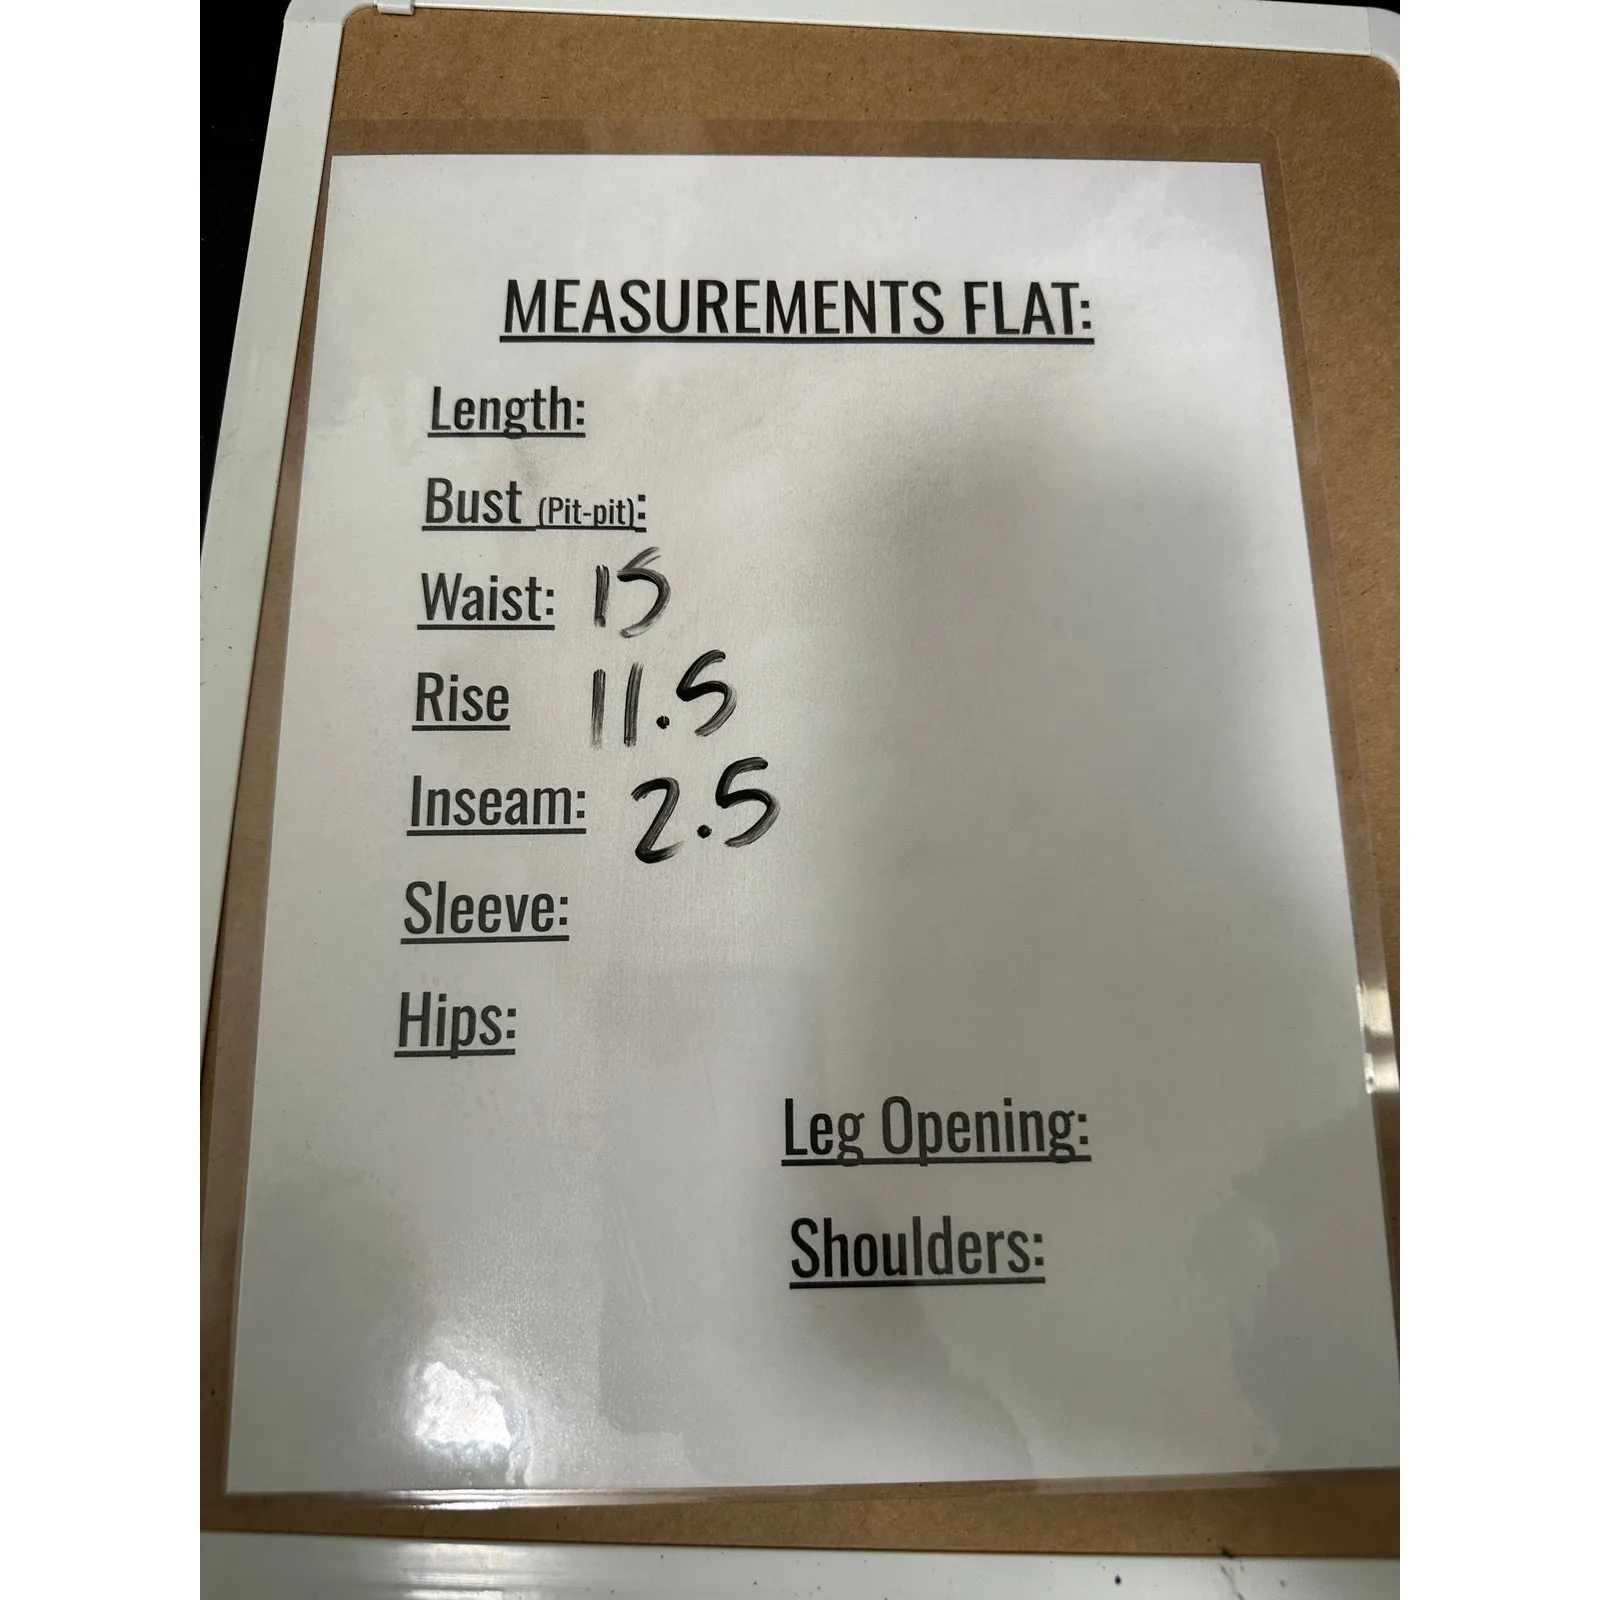 MEASUREMENTS FLAT:
Length:
Bust (Pit-pit):
Waist: 15
Rise 11.5
Inseam: 2.5
Sleeve:
Hips:
Leg Opening:
Shoulders: